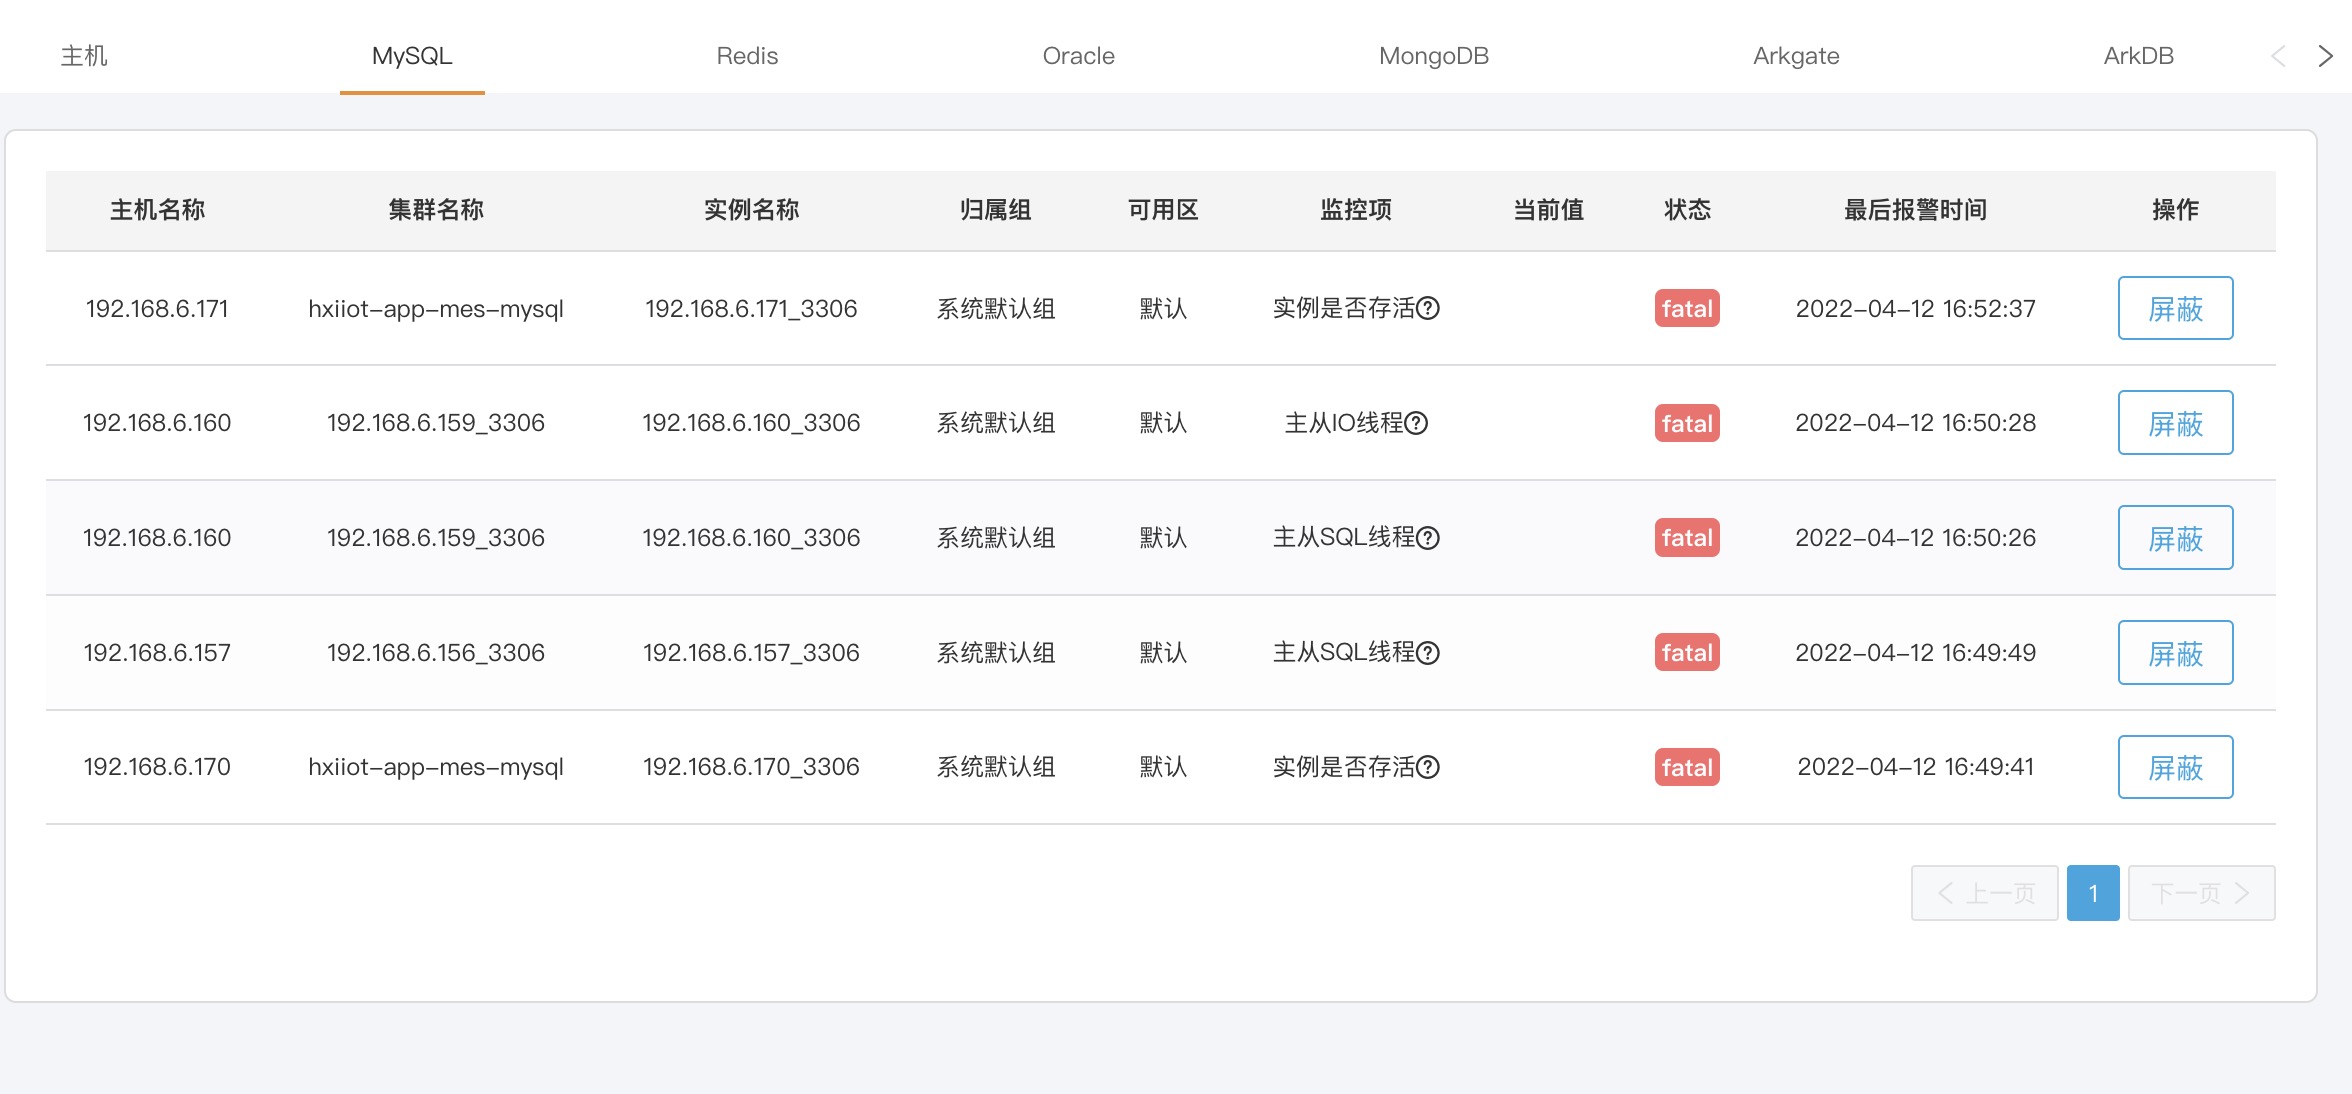 主机 MySQL Redis Oracle MongoDB Arkgate ArkDB
主机名称 集群名称 实例名称 归属组 可用区 监控项 当前值 状态 最后报警时间 操作
192.168.6.171 hxiiot-app-mes-mysql 192.168.6.171_3306 系统默认组 默认 实例是否存活? fatal 2022-04-12 16:52:37 屏蔽
192.168.6.160 192.168.6.159_3306 192.168.6.160_3306 系统默认组 默认 主从IO线程? fatal 2022-04-12 16:50:28 屏蔽
192.168.6.160 192.168.6.159_3306 192.168.6.160_3306 系统默认组 默认 主从SQL线程? fatal 2022-04-12 16:50:26 屏蔽
192.168.6.157 192.168.6.156_3306 192.168.6.157_3306 系统默认组 默认 主从SQL线程? fatal 2022-04-12 16:49:49 屏蔽
192.168.6.170 hxiiot-app-mes-mysql 192.168.6.170_3306 系统默认组 默认 实例是否存活? fatal 2022-04-12 16:49:41 屏蔽
上一页 1 下一页